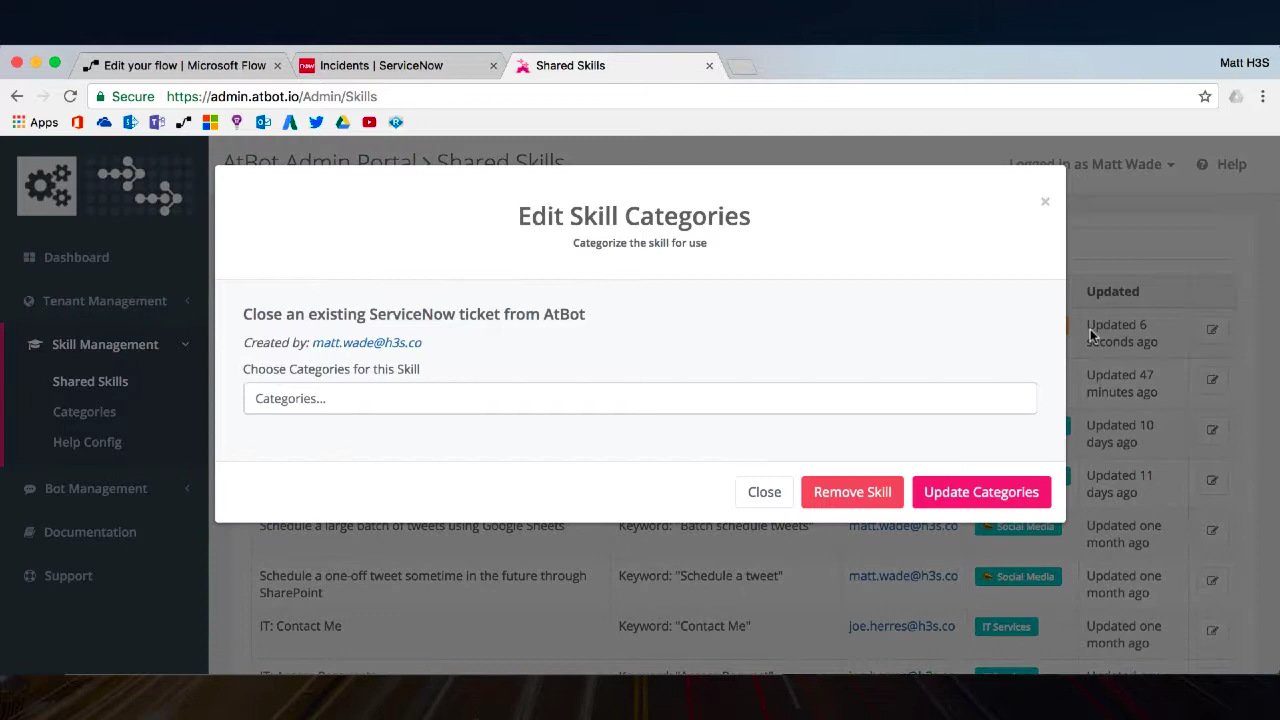 Edit your flow | Microsoft Flow
Incidents | ServiceNow
Shared Skills
Matt H3S
Secure https://admin.atbot.io/Admin/Skills
Apps
AtBot Admin Portal > Shared Skills
Logged in as Matt Wade
Help
Dashboard
Tenant Management
Skill Management
Shared Skills
Categories
Help Config
Bot Management
Documentation
Support
Edit Skill Categories
Categorize the skill for use
Close an existing ServiceNow ticket from AtBot
Created by: matt.wade@h3s.co
Choose Categories for this Skill
Categories...
Close
Remove Skill
Update Categories
Updated
Updated 6
seconds ago
Updated 47
minutes ago
Updated 10
days ago
Updated 11
days ago
Schedule a large batch of tweets using Google Sheets
Keyword: "Batch schedule tweets"
matt.wade@h3s.co
Social Media
Updated one
month ago
Schedule a one-off tweet sometime in the future through
SharePoint
Keyword: "Schedule a tweet"
matt.wade@h3s.co
Social Media
Updated one
month ago
IT: Contact Me
Keyword: "Contact Me"
joe.herres@h3s.co
IT Services
Updated one
month ago